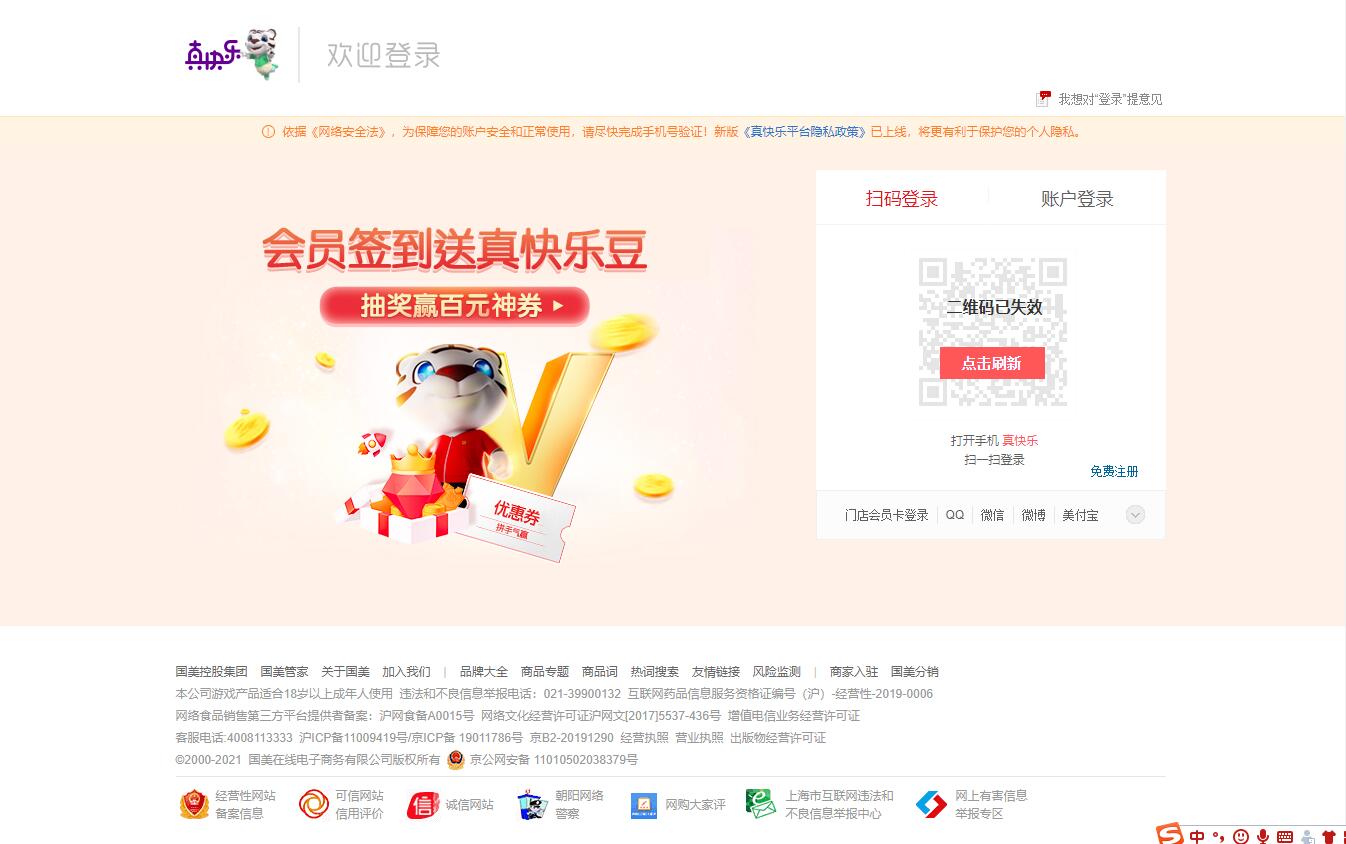 真快乐
欢迎登录
我想对“登录”提意见
依据《网络安全法》，为保障您的账户安全和正常使用，请尽快完成手机号验证！新版《真快乐平台隐私政策》已上线，将更有利于保护您的个人隐私。
扫码登录 账户登录
会员签到送真快乐豆
抽奖赢百元神券
优惠券
拼手气赢
二维码已失效
点击刷新
打开手机 真快乐
扫一扫登录
免费注册
门店会员卡登录 QQ 微信 微博 美付宝
国美控股集团 国美管家 关于国美 加入我们 | 品牌大全 商品专题 商品词 热词搜索 友情链接 风险监测 | 商家入驻 国美分销
本公司游戏产品适合18岁以上成年人使用 违法和不良信息举报电话：021-39900132 互联网药品信息服务资格证编号（沪）-经营性-2019-0006
网络食品销售第三方平台提供者备案：沪网食备A0015号 网络文化经营许可证沪网文[2017]5537-436号 增值电信业务经营许可证
客服电话:4008113333 沪ICP备11009419号/京ICP备 19011786号 京B2-20191290 经营执照 营业执照 出版物经营许可证
©2000-2021 国美在线电子商务有限公司版权所有 京公网安备 11010502038379号
经营性网站
备案信息
可信网站
信用评价
信
诚信网站
朝阳网络
警察
网购大家评
上海市互联网违法和
不良信息举报中心
网上有害信息
举报专区
S 中